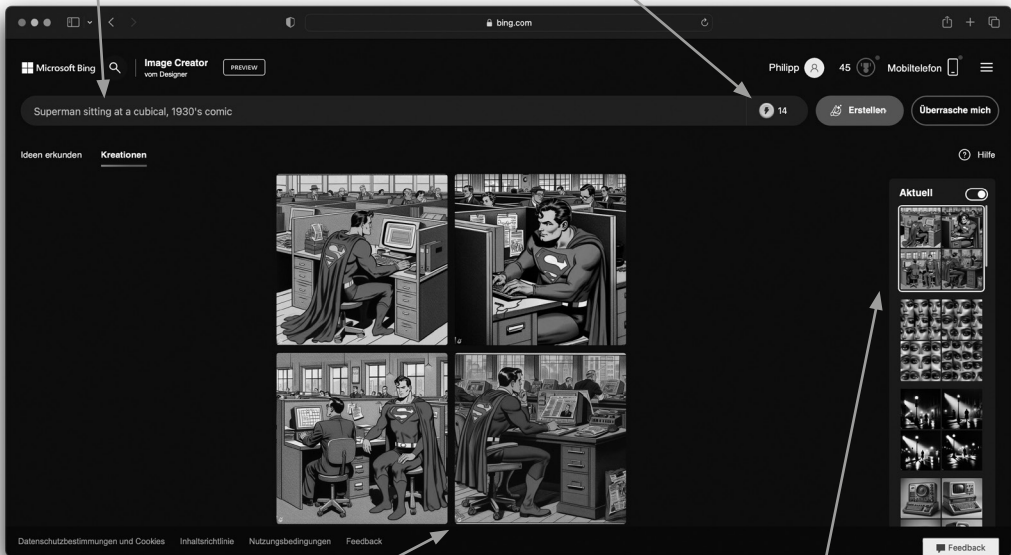 bing.com
Microsoft Bing
Image Creator
vom Designer
PREVIEW
Philipp
45
Mobiltelefon
Superman sitting at a cubical, 1930's comic
14
Erstellen
Überrasche mich
Ideen erkunden
Kreationen
Hilfe
Aktuell
Datenschutzbestimmungen und Cookies
Inhaltsrichtlinie
Nutzungsbedingungen
Feedback
Feedback